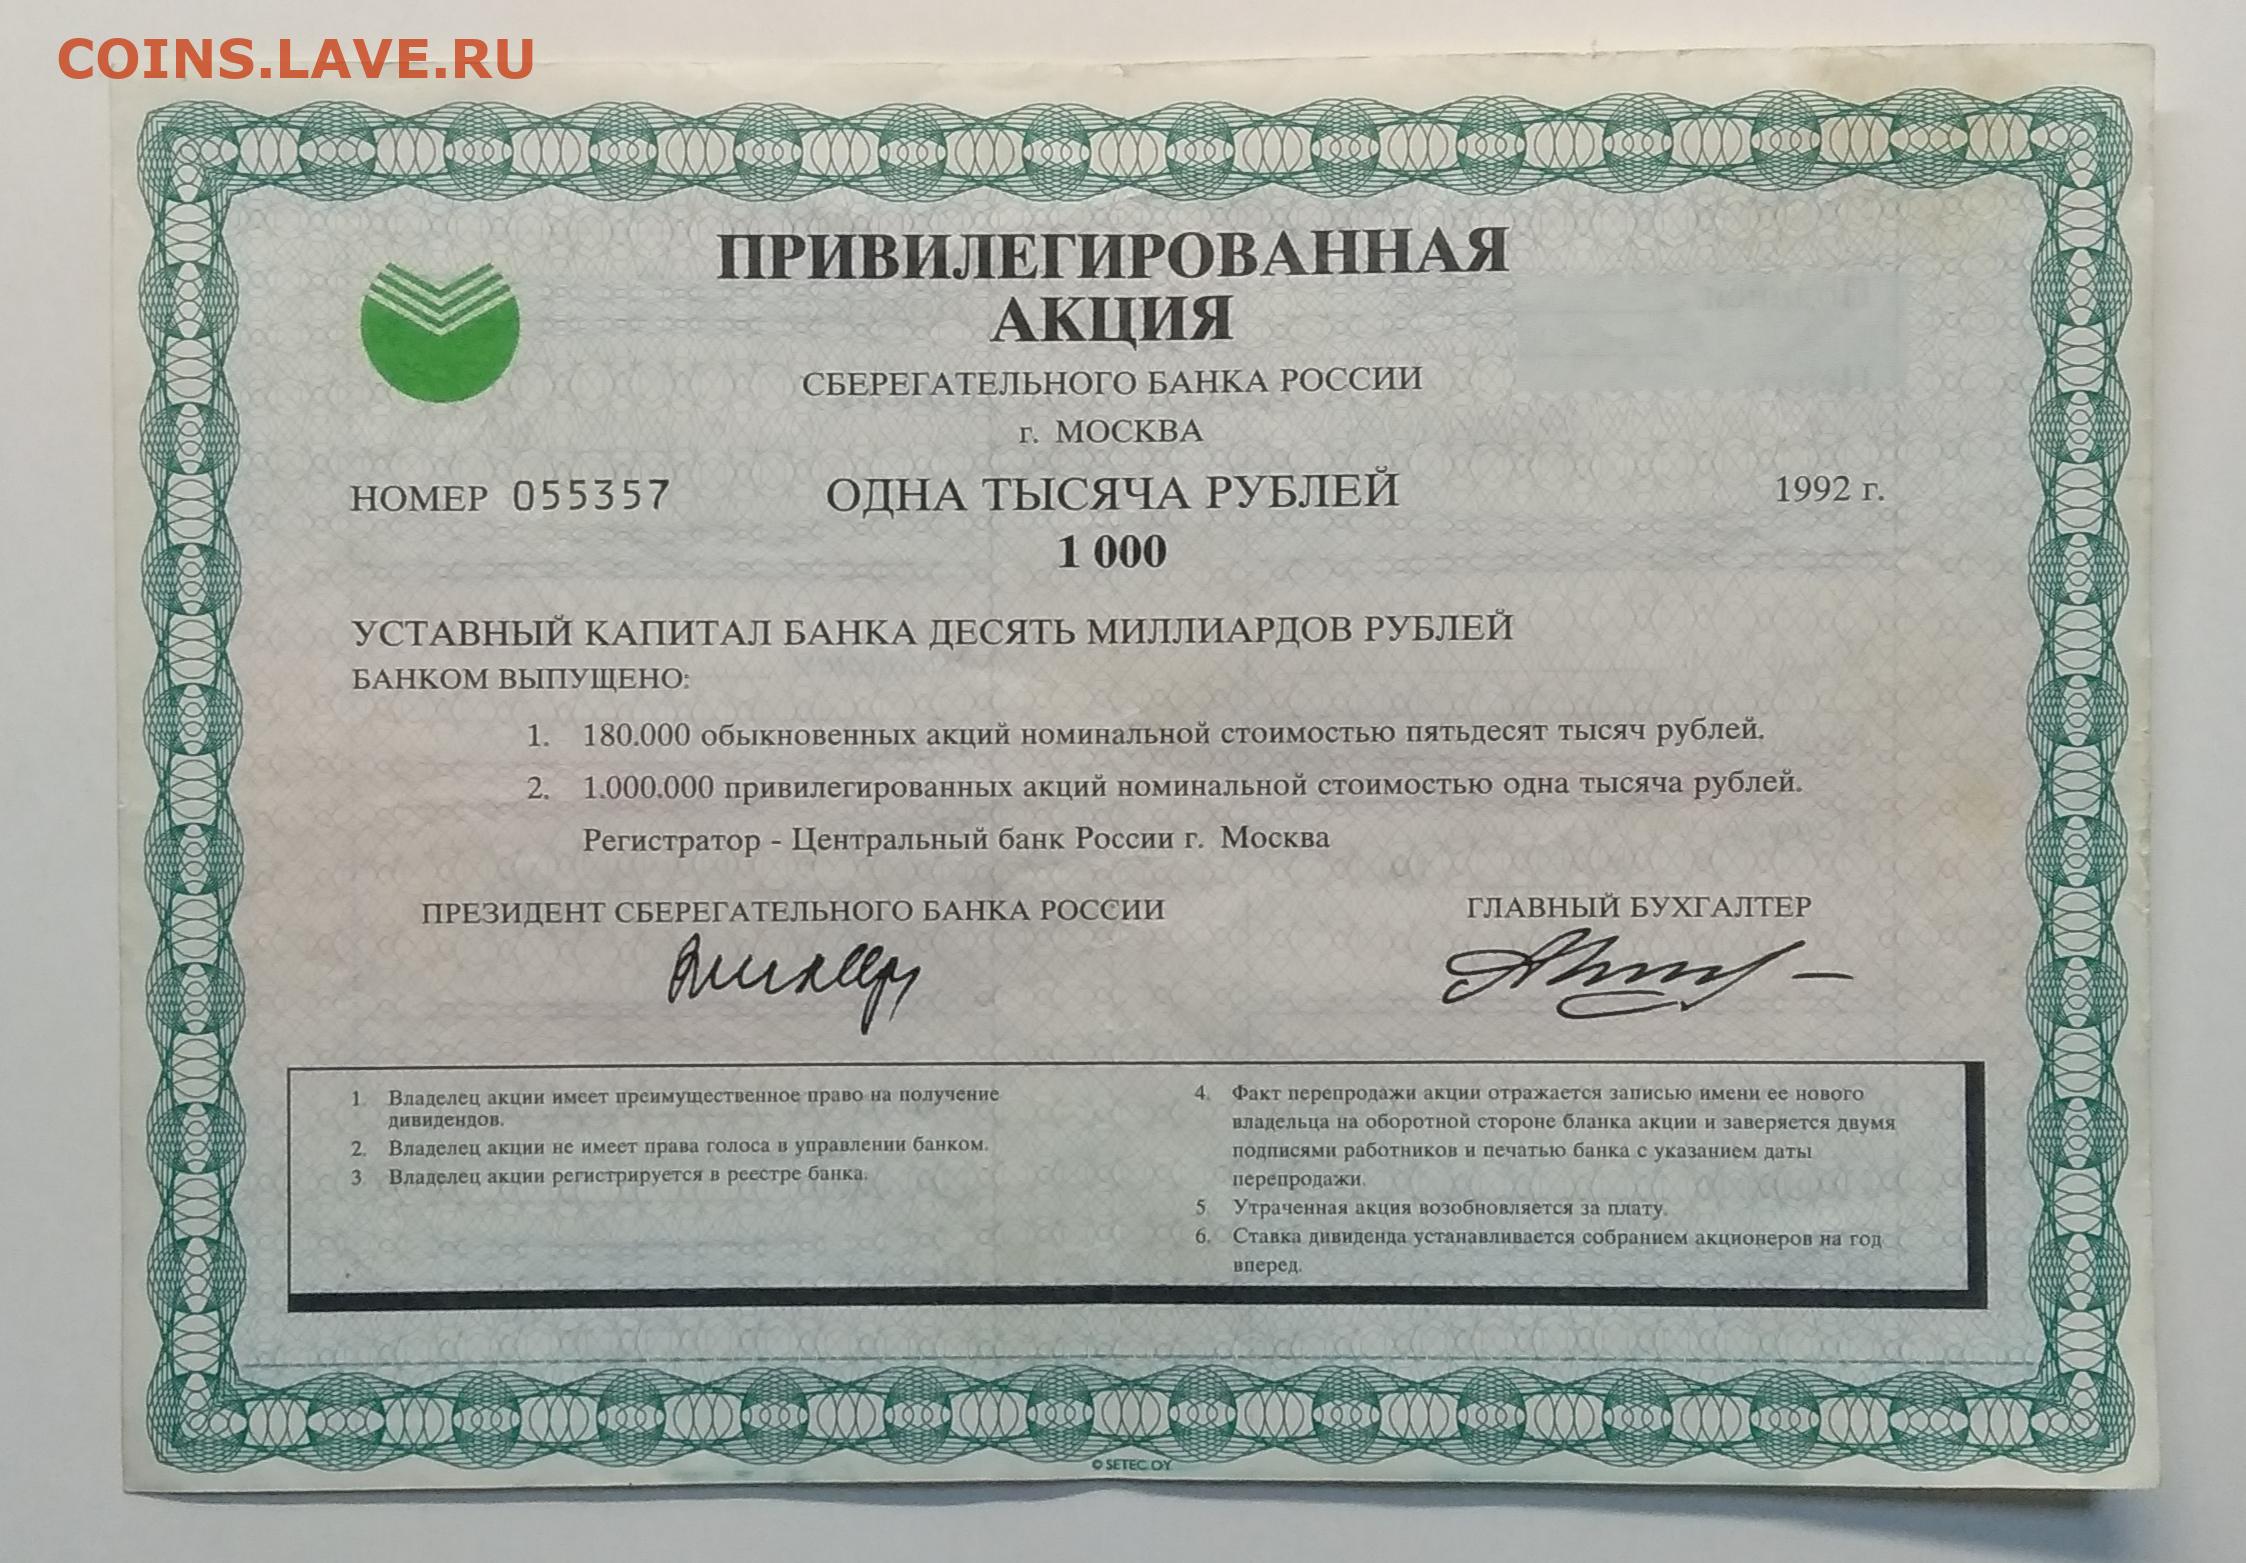 COINS.LAVE.RU
ПРИВИЛЕГИРОВАННАЯ
АКЦИЯ
СБЕРЕГАТЕЛЬНОГО БАНКА РОССИИ
г. МОСКВА
НОМЕР 055357 ОДНА ТЫСЯЧА РУБЛЕЙ 1992 г.
1 000
УСТАВНЫЙ КАПИТАЛ БАНКА ДЕСЯТЬ МИЛЛИАРДОВ РУБЛЕЙ
БАНКОМ ВЫПУЩЕНО:
1. 180.000 обыкновенных акций номинальной стоимостью пятьдесят тысяч рублей.
2. 1.000.000 привилегированных акций номинальной стоимостью одна тысяча рублей.
Регистратор - Центральный банк России г. Москва
ПРЕЗИДЕНТ СБЕРЕГАТЕЛЬНОГО БАНКА РОССИИ ГЛАВНЫЙ БУХГАЛТЕР
1. Владелец акции имеет преимущественное право на получение
дивидендов.
2. Владелец акции не имеет права голоса в управлении банком.
3 Владелец акции регистрируется в реестре банка.
4. Факт перепродажи акции отражается записью имени ее нового
владельца на оборотной стороне бланка акции и заверяется двумя
подписями работников и печатью банка с указанием даты
перепродажи.
5 Утраченная акция возобновляется за плату.
6. Ставка дивиденда устанавливается собранием акционеров на год
вперед.
© SETEC OY